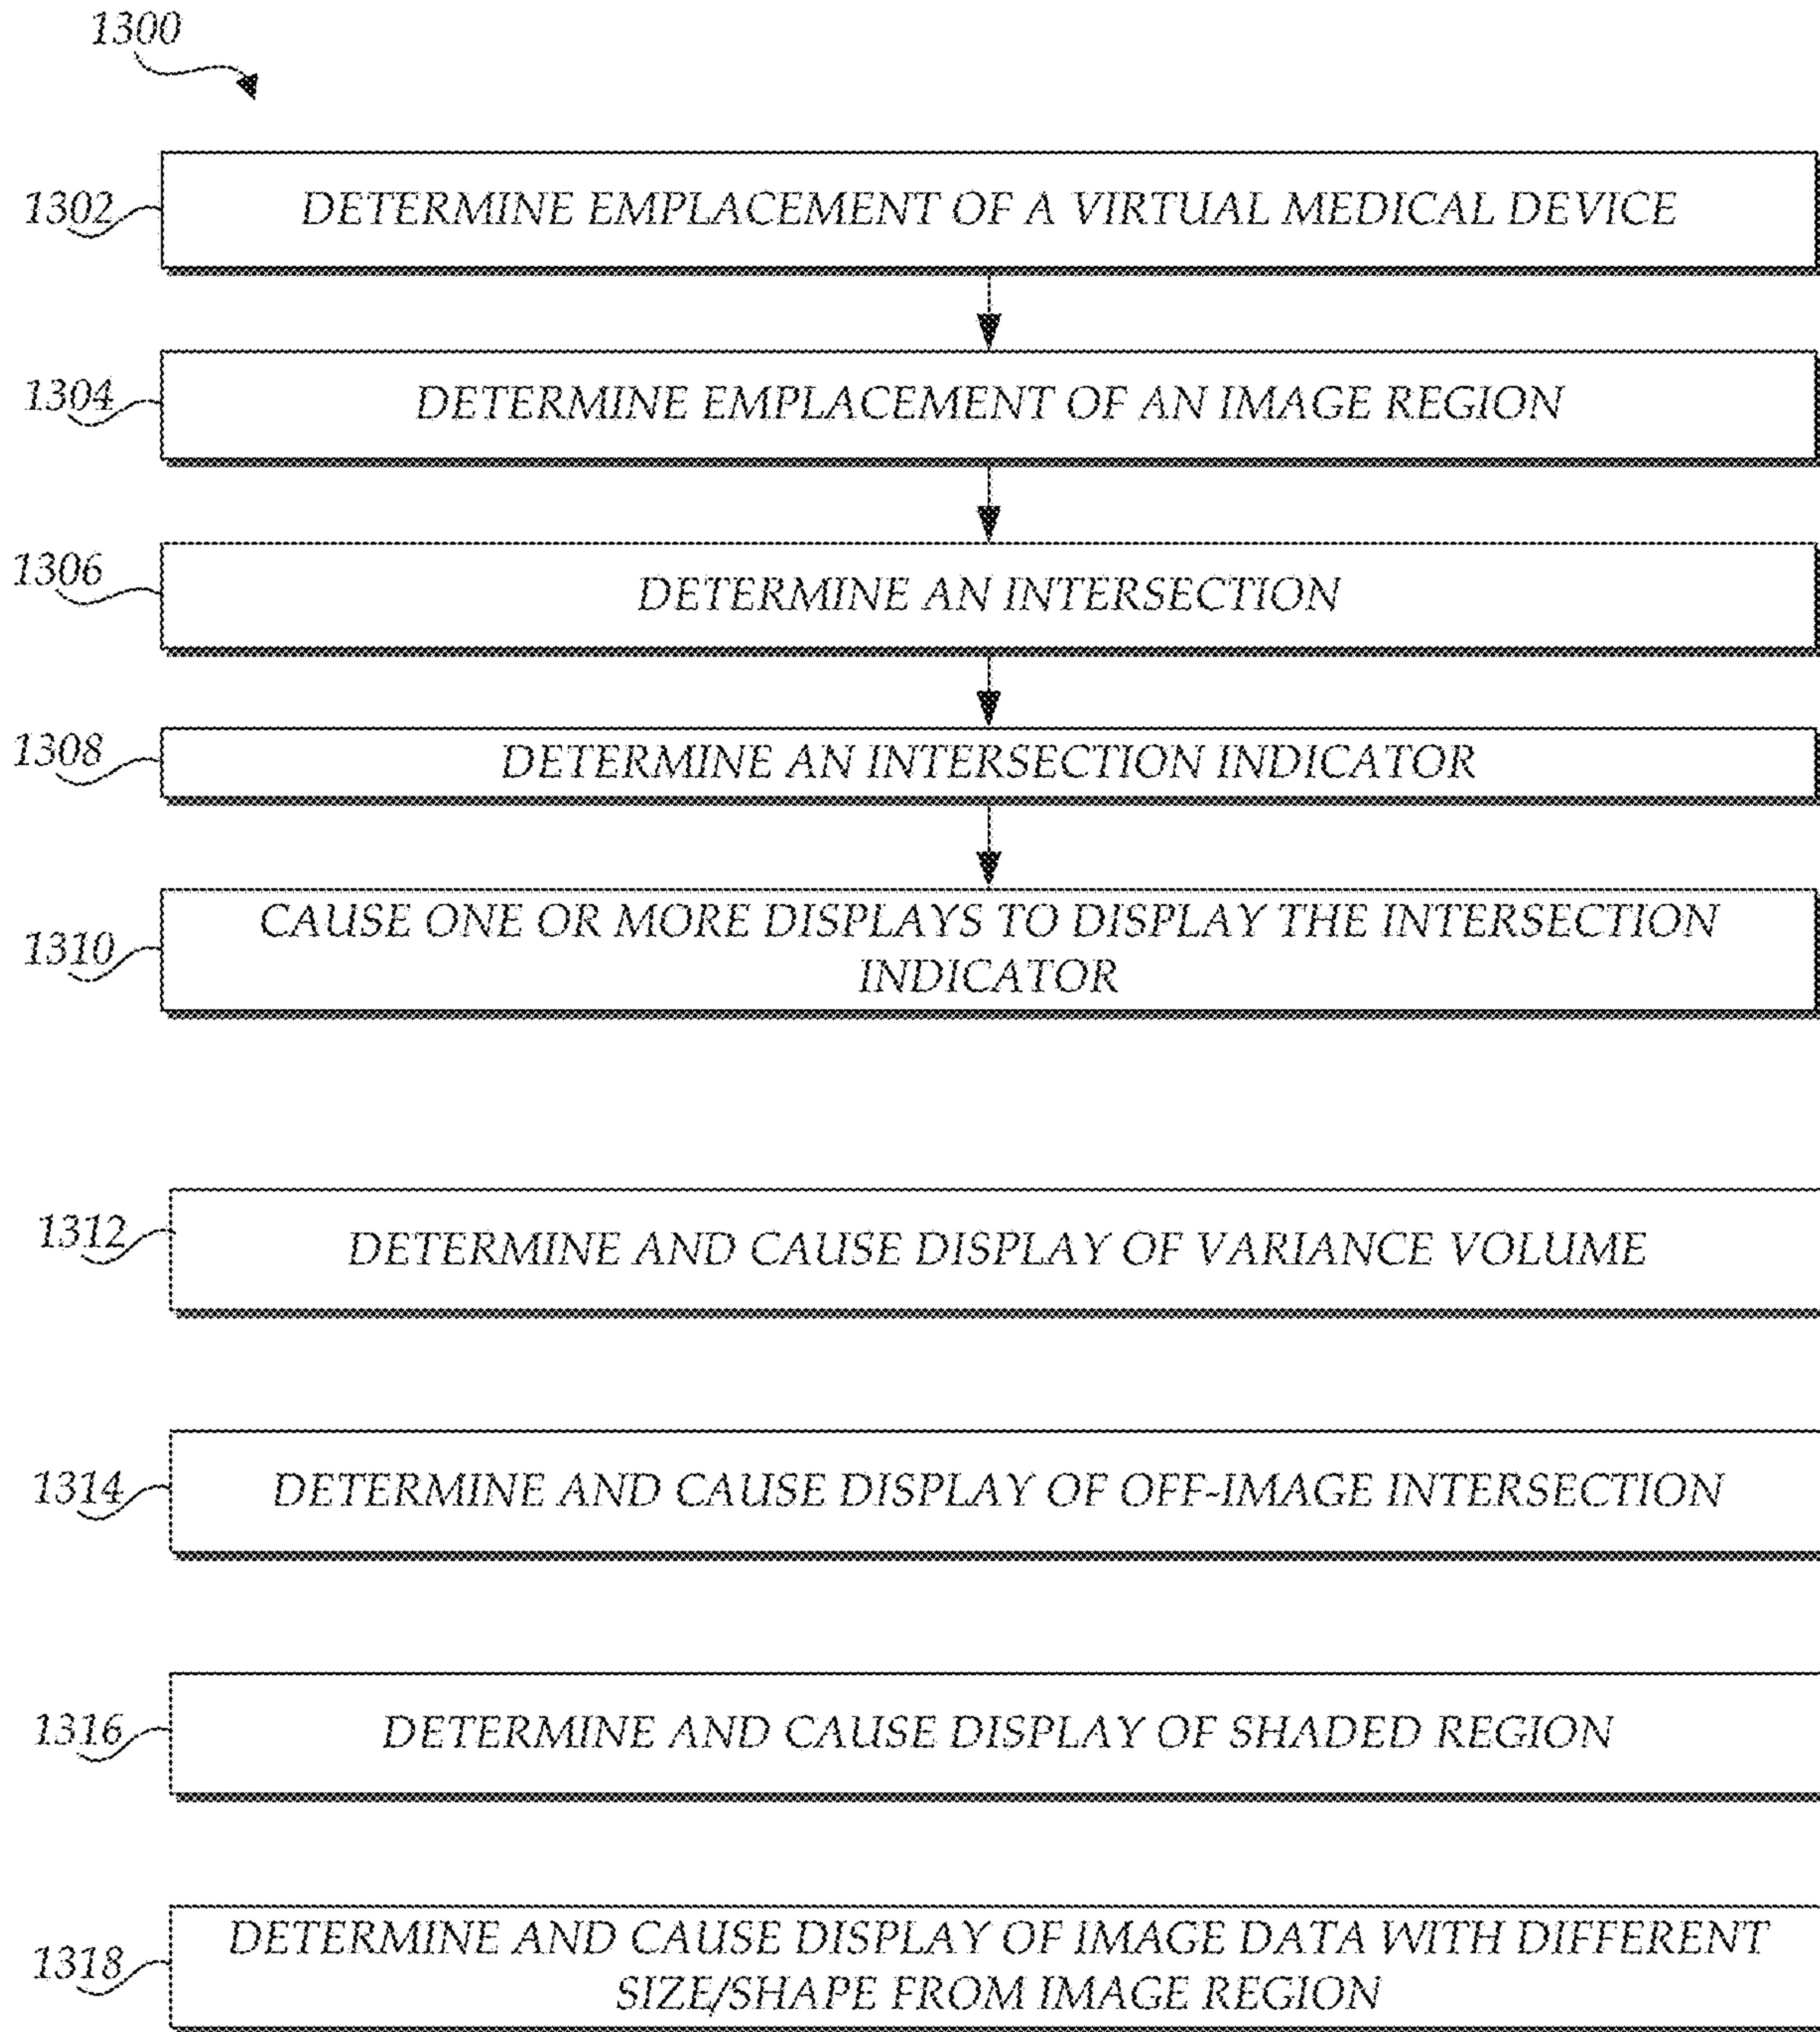 1300
1302 DETERMINE EMPLACEMENT OF A VIRTUAL MEDICAL DEVICE
1304 DETERMINE EMPLACEMENT OF AN IMAGE REGION
1306 DETERMINE AN INTERSECTION
1308 DETERMINE AN INTERSECTION INDICATOR
1310 CAUSE ONE OR MORE DISPLAYS TO DISPLAY THE INTERSECTION
INDICATOR
1312 DETERMINE AND CAUSE DISPLAY OF VARIANCE VOLUME
1314 DETERMINE AND CAUSE DISPLAY OF OFF-IMAGE INTERSECTION
1316 DETERMINE AND CAUSE DISPLAY OF SHADED REGION
1318 DETERMINE AND CAUSE DISPLAY OF IMAGE DATA WITH DIFFERENT
SIZE/SHAPE FROM IMAGE REGION